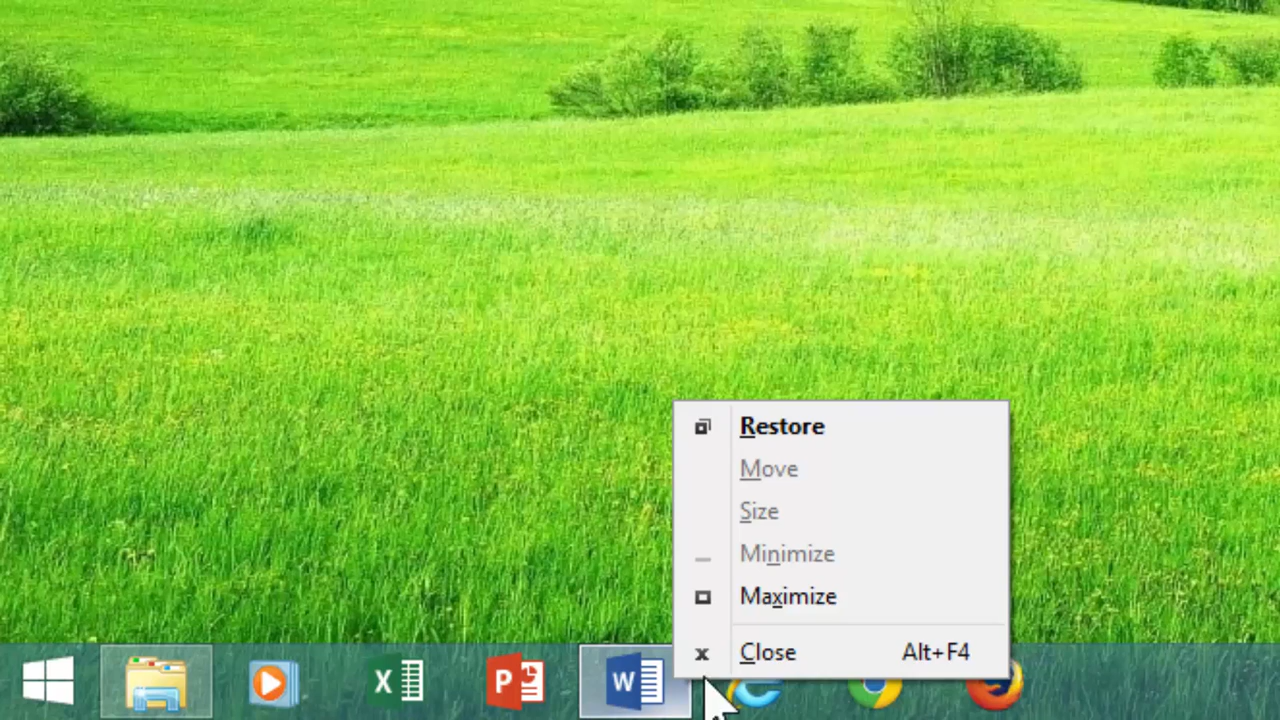 Restore
Move
Size
Minimize
Maximize
Close Alt+F4
X P W